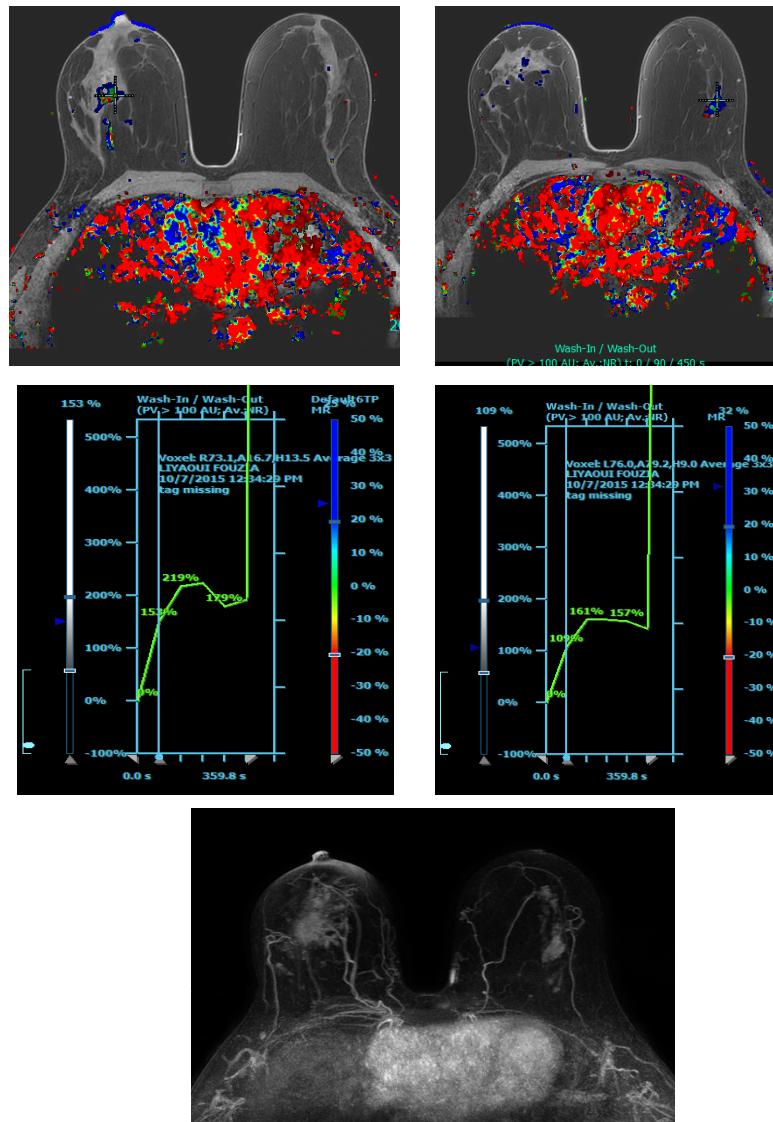 Wash-In / Wash-Out
(PV > 100 AU; Av.:NR) t: 0 / 90 / 450 s
153 %
Wash-In / Wash-Out
(PV > 100 AU; Av.:NR)
MR
50 %
500%
40 %
Voxel: R73.1,A16.7,H13.5 Average 3x3
LIYAOUI FOUZIA
10/7/2015 12:34:29 PM
tag missing
30 %
400%
20 %
300%
10 %
219%
0 %
200%
179%
153%
-10 %
100%
-20 %
0%
0%
-30 %
-40 %
-100%
-50 %
0.0 s
359.8 s
109 %
Wash-In / Wash-Out
(PV > 100 AU; Av.:NR)
32 %
MR
50 %
500%
40 %
Voxel: L76.0,A79.2,H9.0 Average 3x3
LIYAOUI FOUZIA
10/7/2015 12:34:29 PM
tag missing
30 %
400%
20 %
300%
10 %
0 %
200%
161%
157%
109%
-10 %
100%
-20 %
0%
0%
-30 %
-40 %
-100%
-50 %
0.0 s
359.8 s